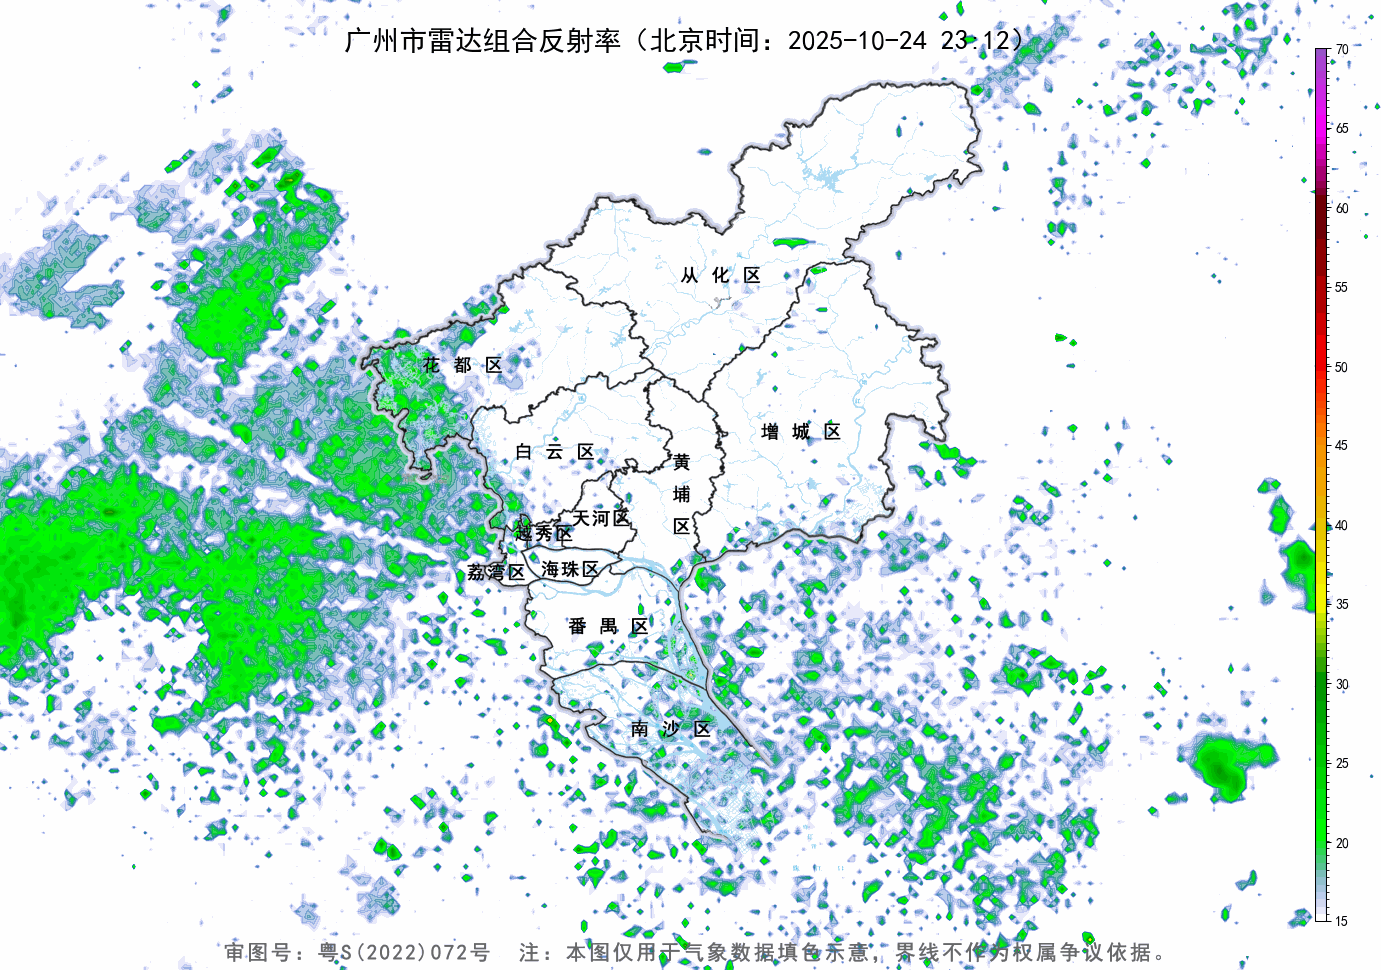 广州市雷达组合反射率（北京时间：2025-10-24 23:12）
70
65
60
55
50
45
40
35
30
25
20
15
从化区
花都区
增城区
白云区
黄埔区
天河区
越秀区
海珠区
荔湾区
番禺区
南沙区
审图号：粤S(2022)072号 注：本图仅用于气象数据填色示意，界线不作为权属争议依据。